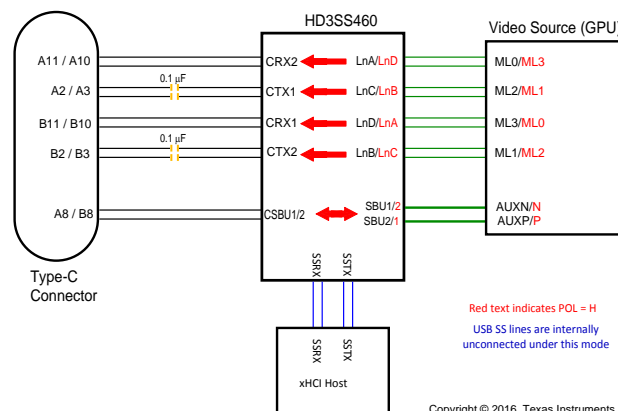 HD3SS460
Video Source (GPU)
A11 / A10
CRX2
LnA/LnD
ML0/ML3
0.1 µF
A2 / A3
CTX1
LnC/LnB
ML2/ML1
B11 / B10
CRX1
LnD/LnA
ML3/ML0
0.1 µF
B2 / B3
CTX2
LnB/LnC
ML1/ML2
A8 / B8
CSBU1/2
SBU1/2
AUXN/N
SBU2/1
AUXP/P
Type-C
Connector
SSRX
SSTX
Red text indicates POL = H
USB SS lines are internally
unconnected under this mode
SSRX
SSTX
xHCI Host
Copyright © 2016, Texas Instruments